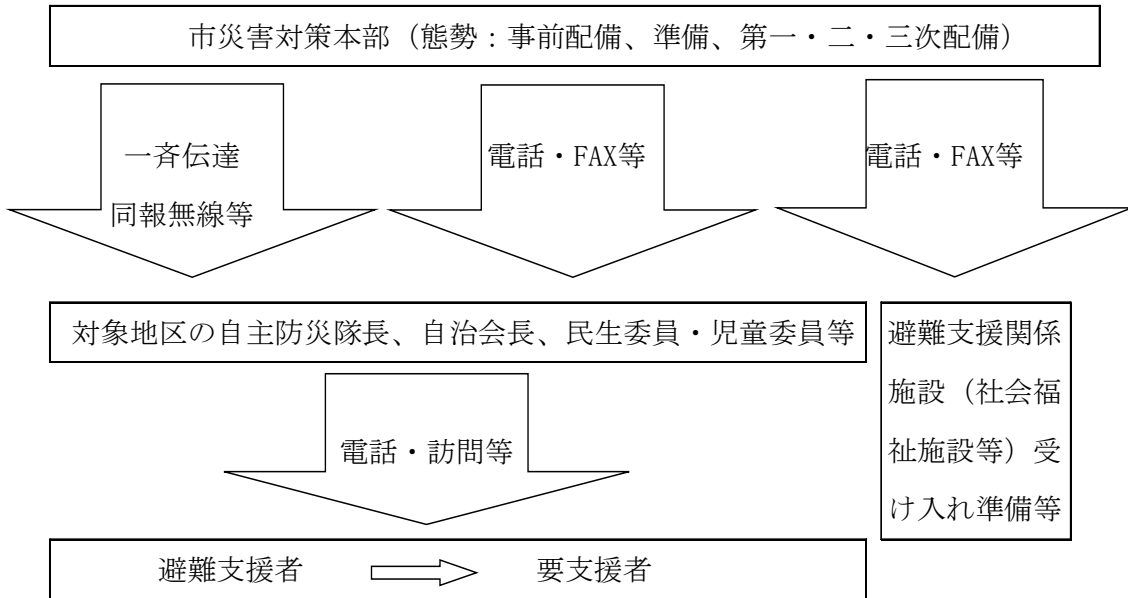 市災害対策本部（態勢：事前配備、準備、第一・二・三次配備）
一斉伝達
同報無線等
電話・FAX等
電話・FAX等
対象地区の自主防災隊長、自治会長、民生委員・児童委員等
避難支援関係
施設（社会福
祉施設等）受
け入れ準備等
電話・訪問等
避難支援者
要支援者